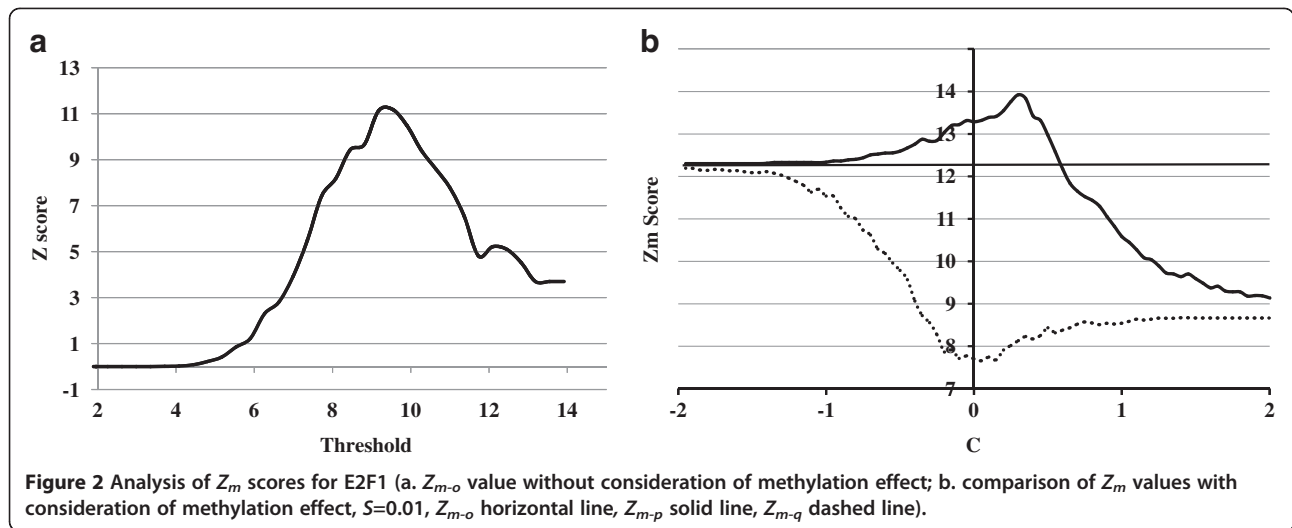 a
13
11
9
7
5
3
1
-1
Z score
2 4 6 8 10 12 14
Threshold
b
14
13
12
11
10
9
8
7
Zm Score
-2 -1 0 1 2
C
Figure 2 Analysis of Zm scores for E2F1 (a. Zm-o value without consideration of methylation effect; b. comparison of Zm values with
consideration of methylation effect, S=0.01, Zm-o horizontal line, Zm-p solid line, Zm-q dashed line).